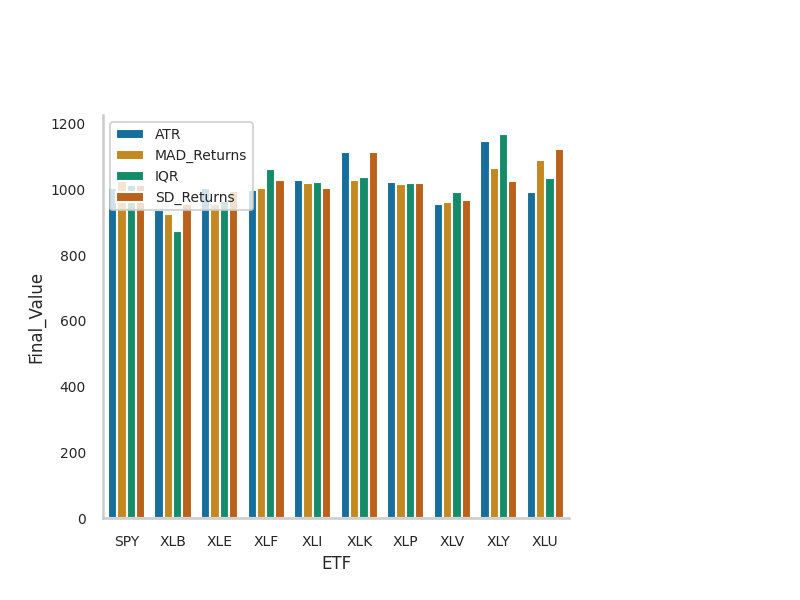 1200
1000
800
600
400
200
0
Final_Value
ATR
MAD_Returns
IQR
SD_Returns
SPY XLB XLE XLF XLI XLK XLP XLV XLY XLU
ETF